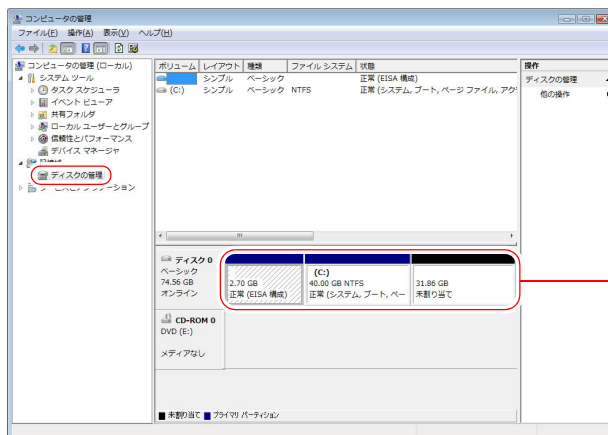 コンピュータの管理
ファイル(F) 操作(A) 表示(V) ヘルプ(H)
コンピュータの管理 (ローカル)
システム ツール
タスク スケジューラ
イベント ビューア
共有フォルダ
ローカル ユーザーとグループ
信頼性とパフォーマンス
デバイス マネージャ
ディスクの管理
ボリューム レイアウト 種類 ファイル システム 状態
シンプル ベーシック 正常 (EISA 構成)
(C:) シンプル ベーシック NTFS 正常 (システム, ブート, ページ ファイル, アク
操作
ディスクの管理
他の操作
ディスク 0
ベーシック
74.56 GB
オンライン
2.70 GB
正常 (EISA 構成)
(C:)
40.00 GB NTFS
正常 (システム, ブート, ペー
31.86 GB
未割り当て
CD-ROM 0
DVD (E:)
メディアなし
未割り当て プライマリ パーティション